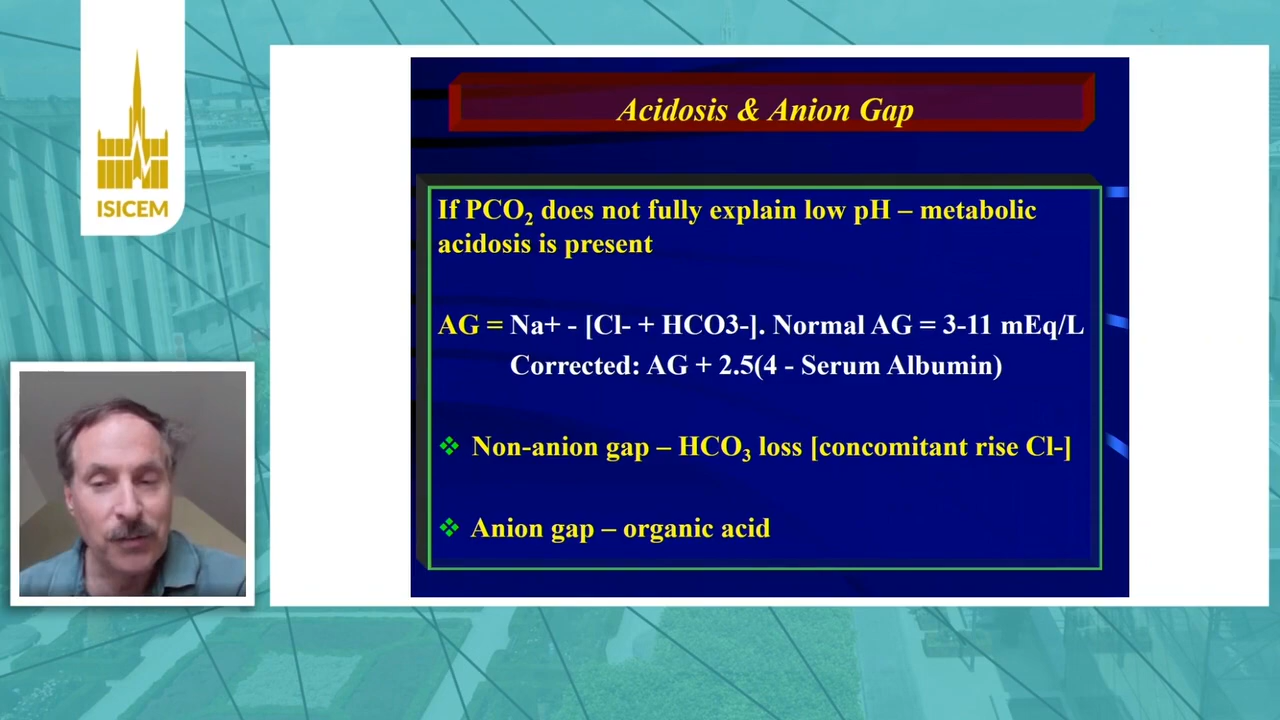 ISICEM
Acidosis & Anion Gap
If PCO₂ does not fully explain low pH – metabolic
acidosis is present
AG = Na+ - [Cl- + HCO3-]. Normal AG = 3-11 mEq/L
Corrected: AG + 2.5(4 - Serum Albumin)
❖ Non-anion gap – HCO₃ loss [concomitant rise Cl-]
❖ Anion gap – organic acid